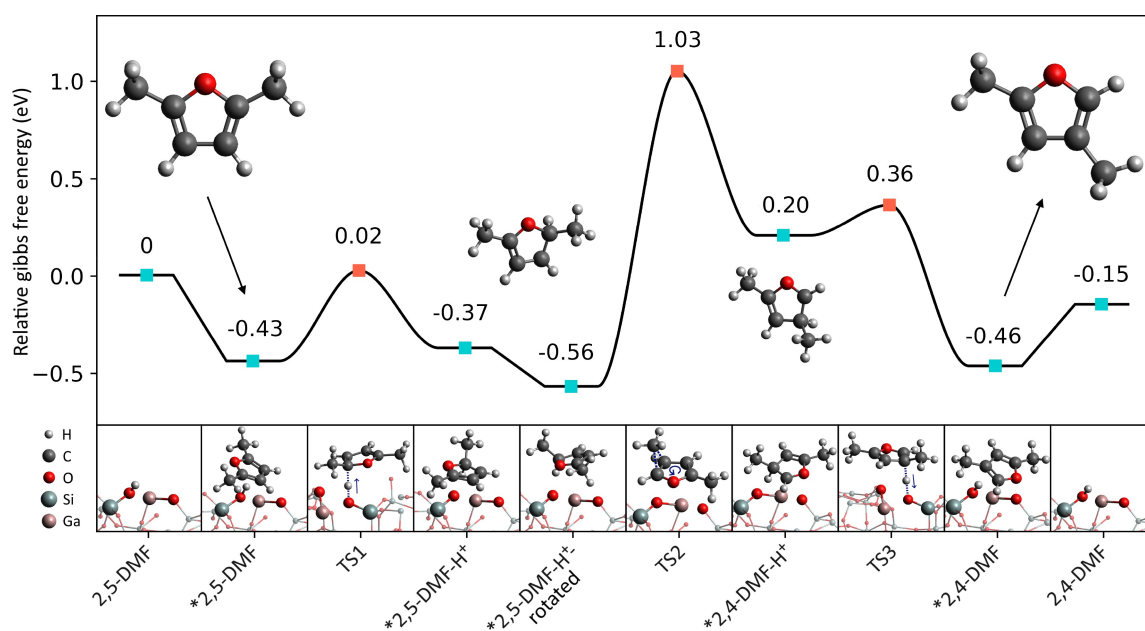 Relative gibbs free energy (eV)
1.0
0.5
0.0
−0.5
0
-0.43
0.02
-0.37
-0.56
1.03
0.20
0.36
-0.46
-0.15
H
C
O
Si
Ga
2,5-DMF
*2,5-DMF
TS1
*2,5-DMF-H⁺
*2,5-DMF-H⁺-
rotated
TS2
*2,4-DMF-H⁺
TS3
*2,4-DMF
2,4-DMF